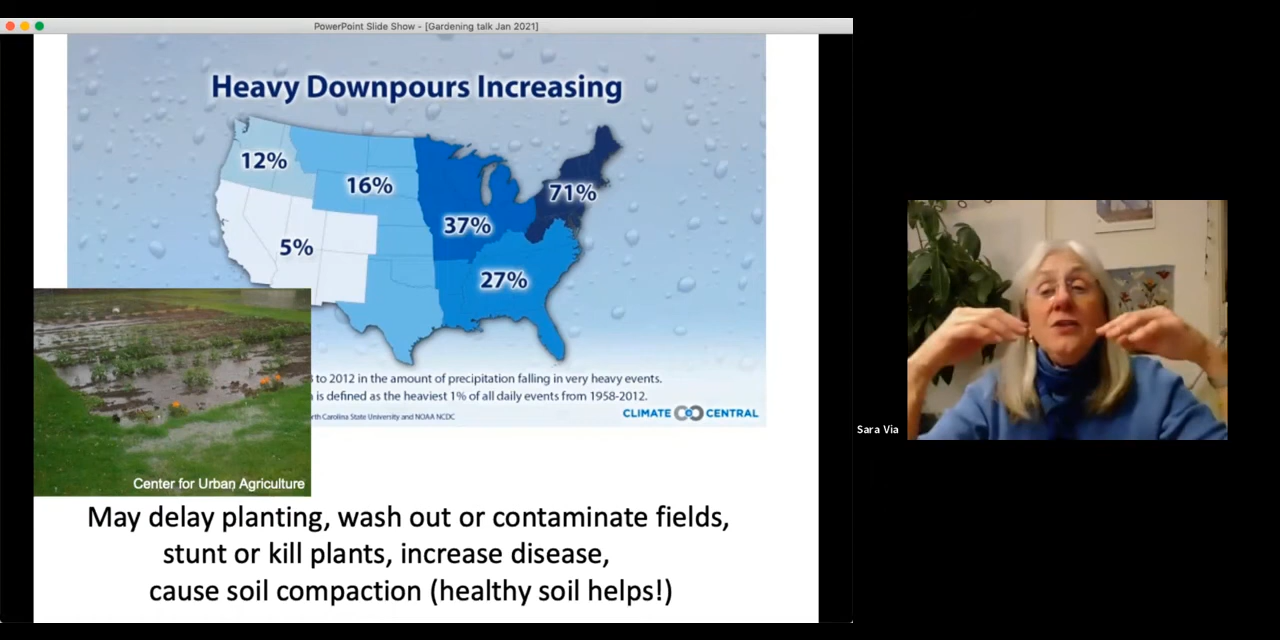 PowerPoint Slide Show - [Gardening talk Jan 2021]
Heavy Downpours Increasing
12%
16%
71%
37%
5%
27%
to 2012 in the amount of precipitation falling in very heavy events.
is defined as the heaviest 1% of all daily events from 1958-2012.
Carolina State University and NOAA NCDC
CLIMATE CENTRAL
Center for Urban Agriculture
May delay planting, wash out or contaminate fields,
stunt or kill plants, increase disease,
cause soil compaction (healthy soil helps!)
Sara Via